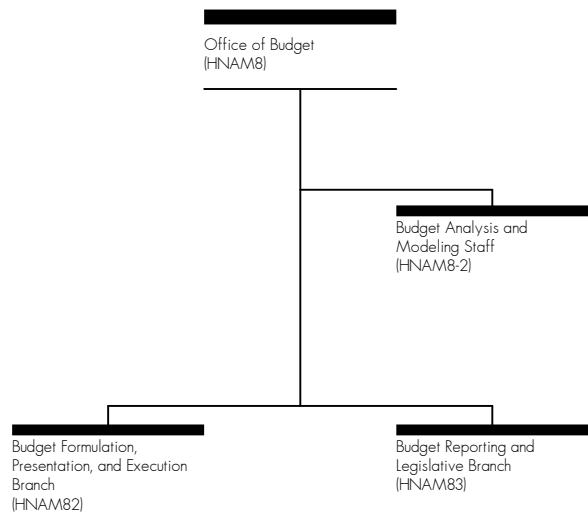 Office of Budget
(HNAM8)
Budget Analysis and
Modeling Staff
(HNAM8-2)
Budget Formulation,
Presentation, and Execution
Branch
(HNAM82)
Budget Reporting and
Legislative Branch
(HNAM83)